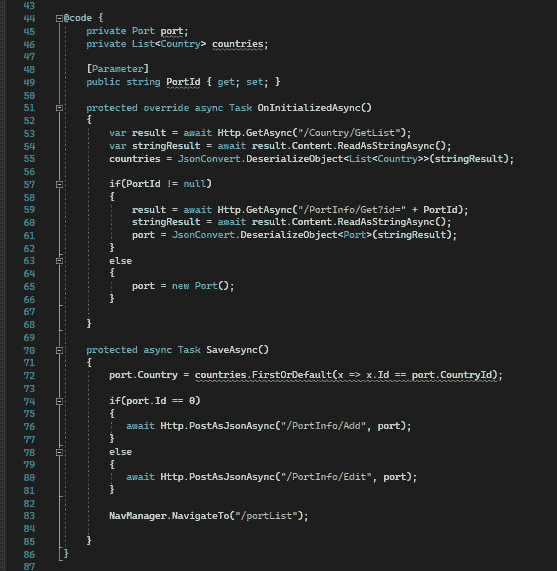 43
44 @code {
45 private Port port;
46 private List<Country> countries;
47
48 [Parameter]
49 public string PortId { get; set; }
50
51 protected override async Task OnInitializedAsync()
52 {
53 var result = await Http.GetAsync("/Country/GetList");
54 var stringResult = await result.Content.ReadAsStringAsync();
55 countries = JsonConvert.DeserializeObject<List<Country>>(stringResult);
56
57 if(PortId != null)
58 {
59 result = await Http.GetAsync("/PortInfo/Get?id=" + PortId);
60 stringResult = await result.Content.ReadAsStringAsync();
61 port = JsonConvert.DeserializeObject<Port>(stringResult);
62 }
63 else
64 {
65 port = new Port();
66 }
67
68 }
69
70 protected async Task SaveAsync()
71 {
72 port.Country = countries.FirstOrDefault(x => x.Id == port.CountryId);
73
74 if(port.Id == 0)
75 {
76 await Http.PostAsJsonAsync("/PortInfo/Add", port);
77 }
78 else
79 {
80 await Http.PostAsJsonAsync("/PortInfo/Edit", port);
81 }
82
83 NavManager.NavigateTo("/portList");
84
85 }
86 }
87